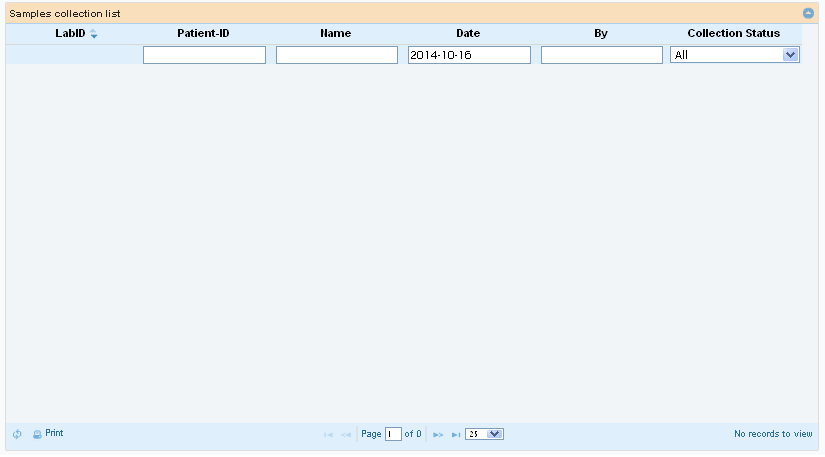 Samples collection list
LabID Patient-ID Name Date By Collection Status
2014-10-16 All
Print Page 1 of 0 25 No records to view